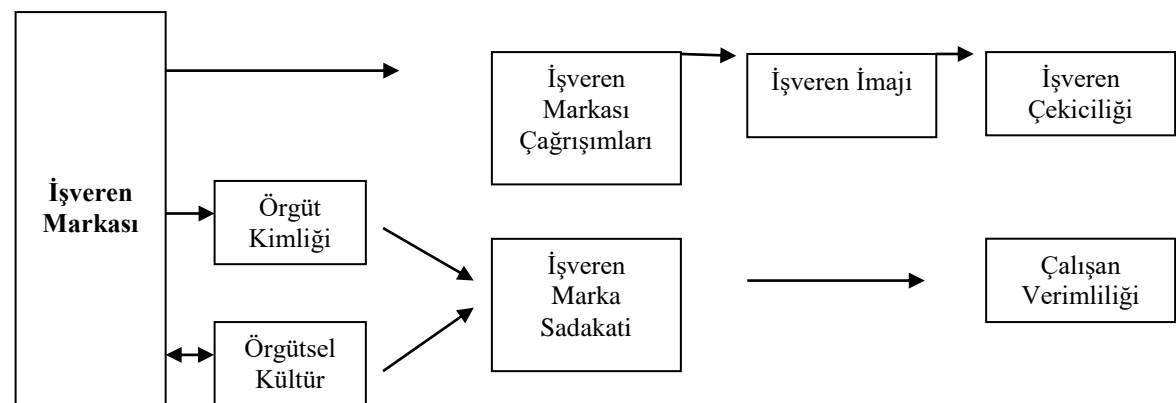 İşveren
Markası
İşveren
Markası
Çağrışımları
İşveren İmajı
İşveren
Çekiciliği
Örgüt
Kimliği
İşveren
Marka
Sadakati
Çalışan
Verimliliği
Örgütsel
Kültür